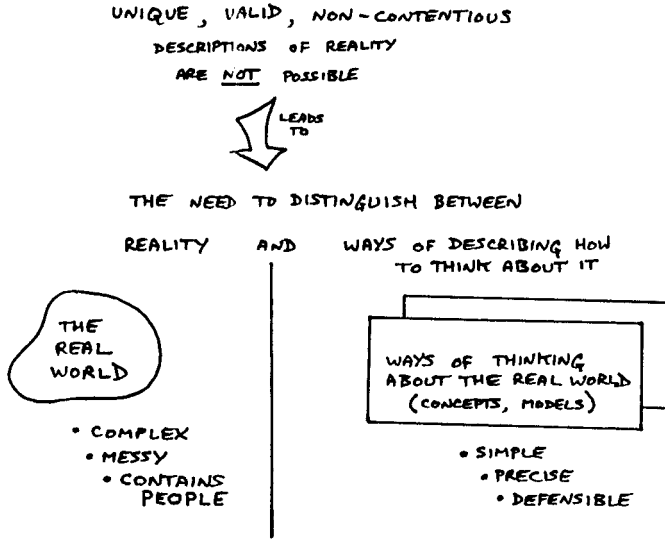 UNIQUE, VALID, NON-CONTENTIOUS
DESCRIPTIONS OF REALITY
ARE NOT POSSIBLE
LEADS
TO
THE NEED TO DISTINGUISH BETWEEN
REALITY AND WAYS OF DESCRIBING HOW
TO THINK ABOUT IT
THE
REAL
WORLD
• COMPLEX
• MESSY
• CONTAINS
PEOPLE
WAYS OF THINKING
ABOUT THE REAL WORLD
(CONCEPTS, MODELS)
• SIMPLE
• PRECISE
• DEFENSIBLE